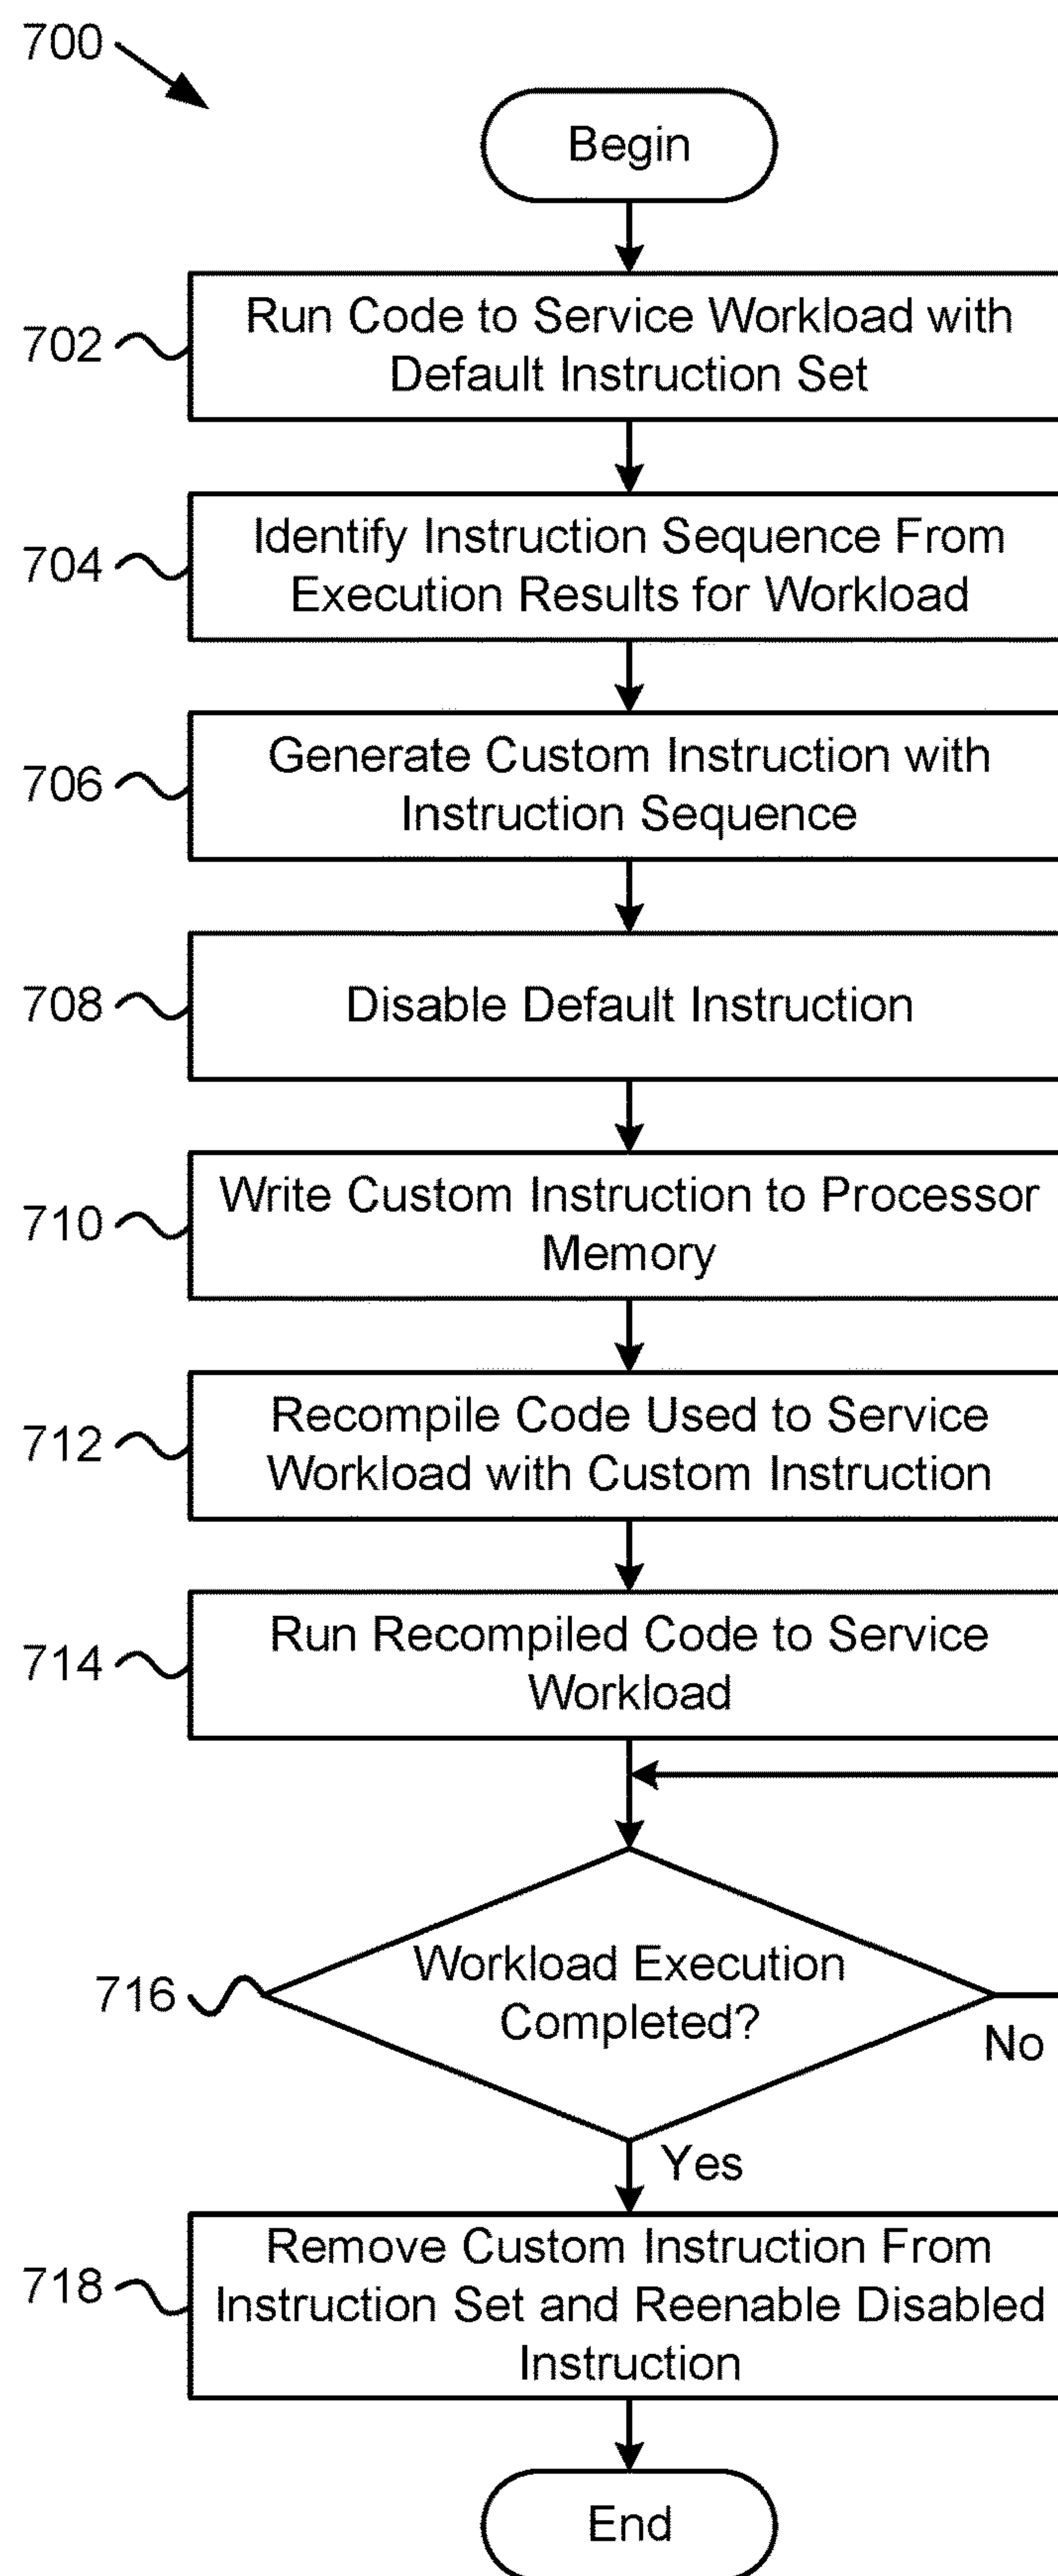 700
Begin
702
Run Code to Service Workload with
Default Instruction Set
704
Identify Instruction Sequence From
Execution Results for Workload
706
Generate Custom Instruction with
Instruction Sequence
708
Disable Default Instruction
710
Write Custom Instruction to Processor
Memory
712
Recompile Code Used to Service
Workload with Custom Instruction
714
Run Recompiled Code to Service
Workload
716
Workload Execution
Completed?
No
Yes
718
Remove Custom Instruction From
Instruction Set and Reenable Disabled
Instruction
End